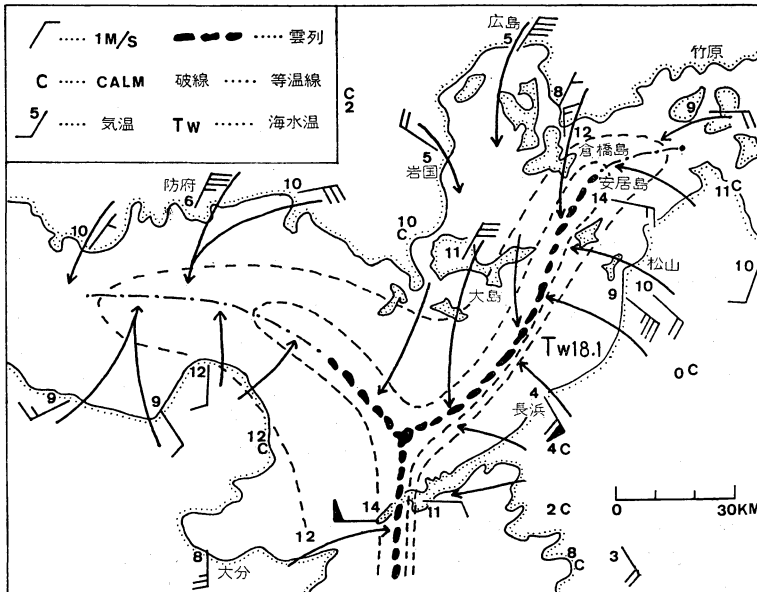 1M/S
雲列
C
CALM
破線
等温線
5
気温
Tw
海水温
C
2
広島
5
竹原
8
9
12
倉橋島
5
岩国
安居島
11C
防府
6
10
10
14
10
C
11
大島
松山
10
9
10
Tw18.1
0C
12
4
長浜
9
9
12
C
4C
14
11
2C
0
30KM
12
8
大分
8
C
3